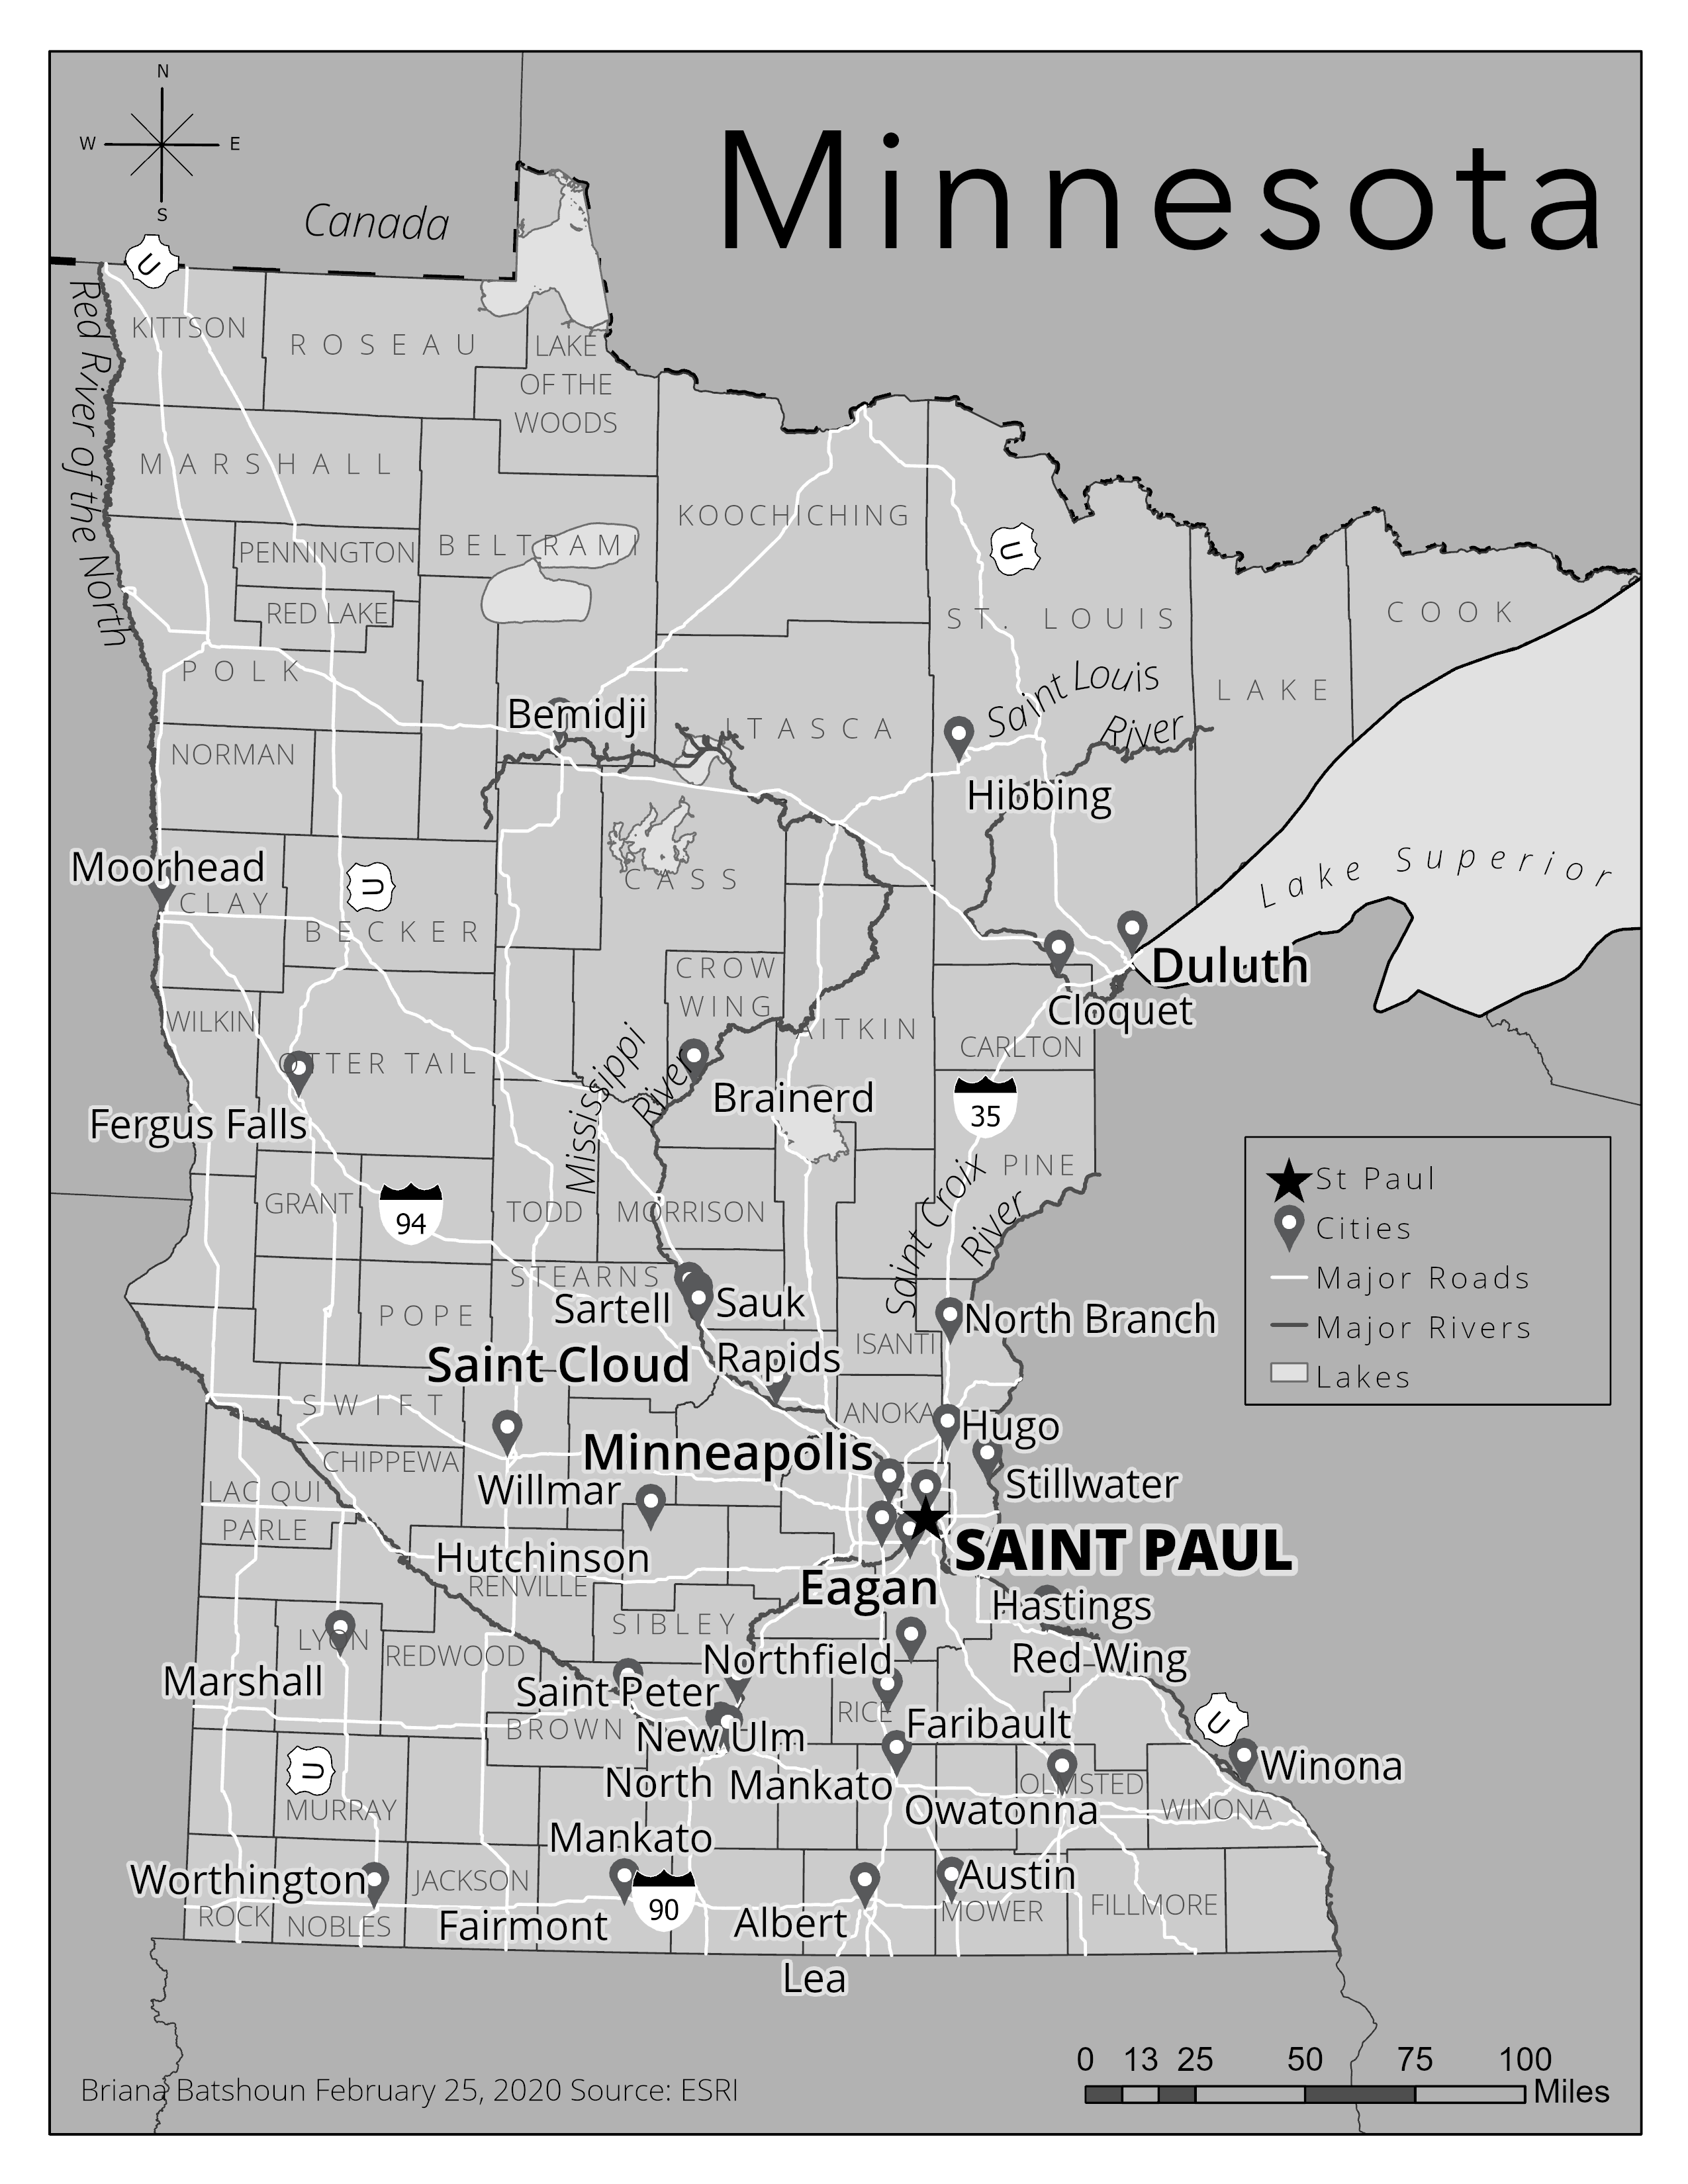 N
W E
S
Minnesota
Canada
U
Red River of the North
KITTSON
ROSEAU
LAKE
OF THE
WOODS
MARSHALL
KOOCHICHING
U
PENNINGTON
BELTRAMI
RED LAKE
ST. LOUIS
COOK
POLK
Saint Louis
River
LAKE
Bemidji
ITASCA
NORMAN
Hibbing
Moorhead
CLAY
U
CASS
Lake Superior
BECKER
CROW
WING
Duluth
Cloquet
WILKIN
AITKIN
CARLTON
OTTER TAIL
Mississippi
River
Brainerd
35
Fergus Falls
PINE
Saint Croix
River
GRANT
94
TODD
MORRISON
St Paul
Cities
Major Roads
Major Rivers
Lakes
STEARNS
Sartell
Sauk
Rapids
North Branch
POPE
ISANTI
Saint Cloud
SWIFT
ANOKA
Hugo
Minneapolis
CHIPPEWA
Stillwater
LAC QUI
PARLE
Willmar
SAINT PAUL
Hutchinson
RENVILLE
Eagan
Hastings
SIBLEY
LYON
REDWOOD
Northfield
Red Wing
Marshall
Saint Peter
RICE
BROWN
New Ulm
Faribault
U
Winona
U
North
Mankato
Mankato
OLMSTED
Owatonna
WINONA
MURRAY
Worthington
JACKSON
Austin
ROCK
NOBLES
Fairmont
90
Albert
Lea
MOWER
FILLMORE
0 13 25 50 75 100
Miles
Briana Batshoun February 25, 2020 Source: ESRI